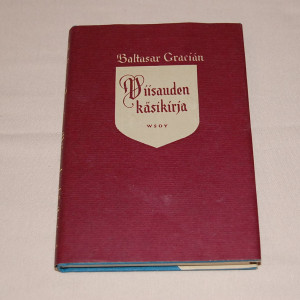 Baltasar Gracián
Viisauden
käsikirja
WSOY